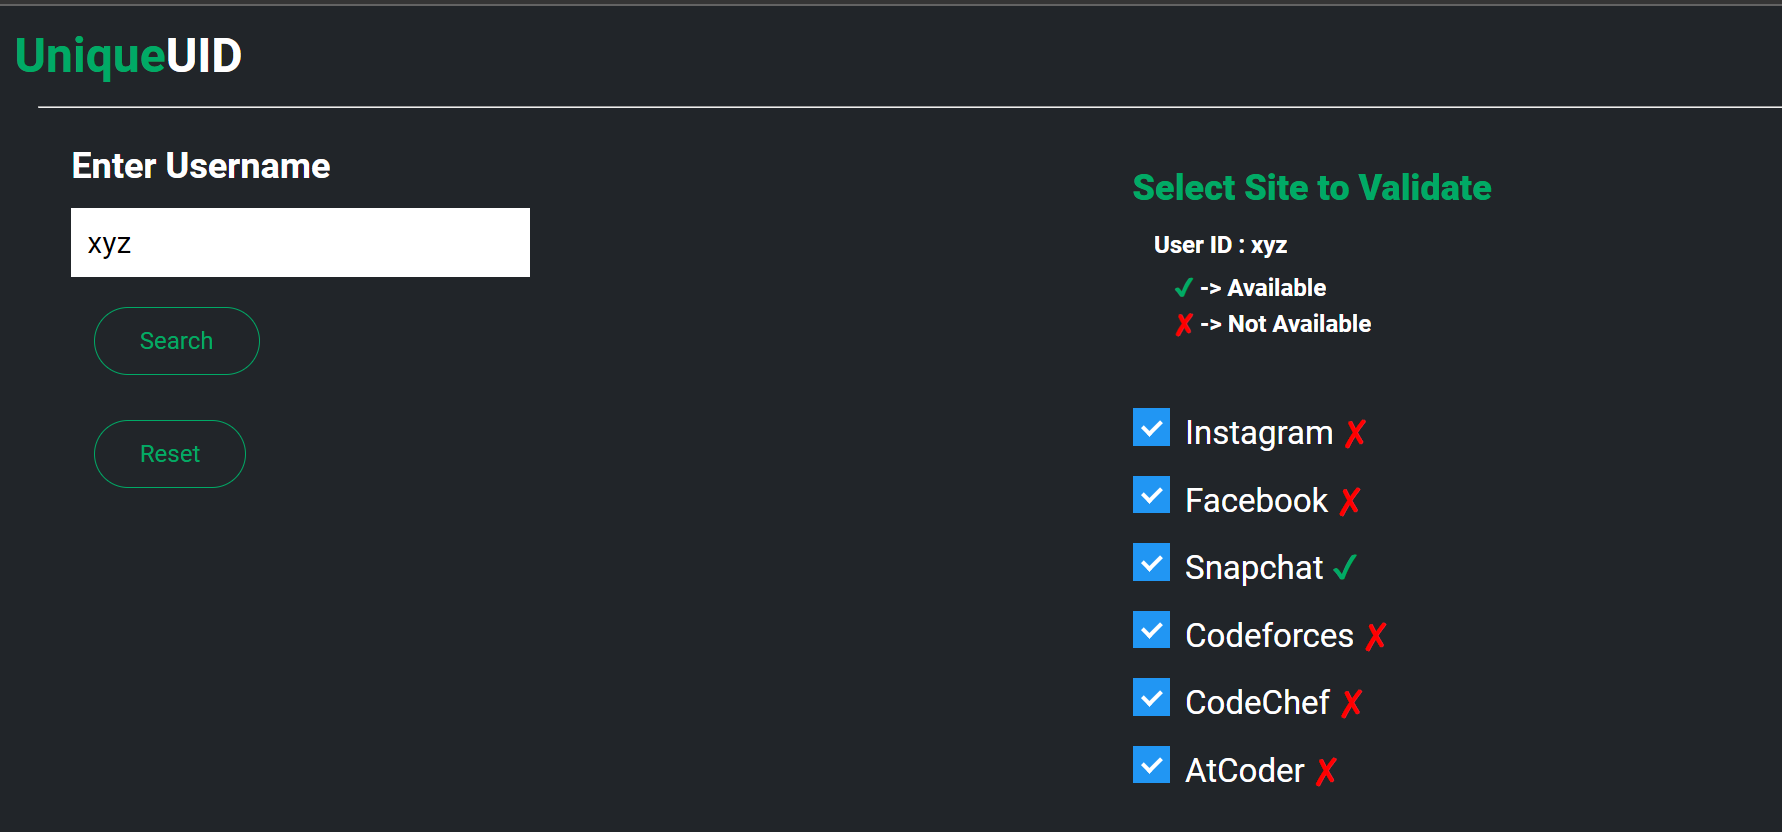 UniqueUID
Enter Username
xyz
Search
Reset
Select Site to Validate
User ID : xyz
✓ -> Available
✗ -> Not Available
Instagram ✗
Facebook ✗
Snapchat ✓
Codeforces ✗
CodeChef ✗
AtCoder ✗